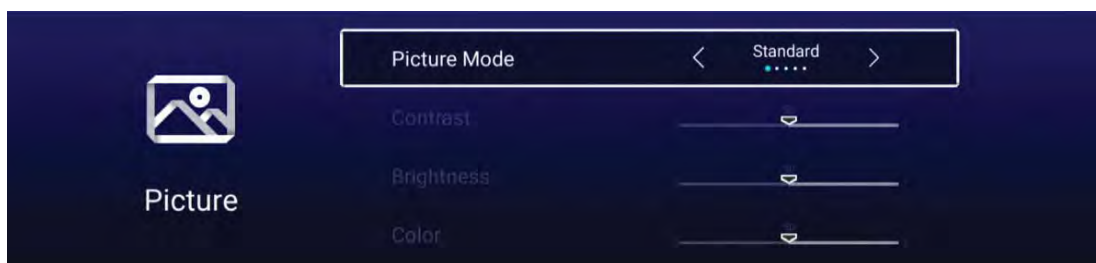 Picture Mode
Standard
Contrast
Brightness
Picture
Color